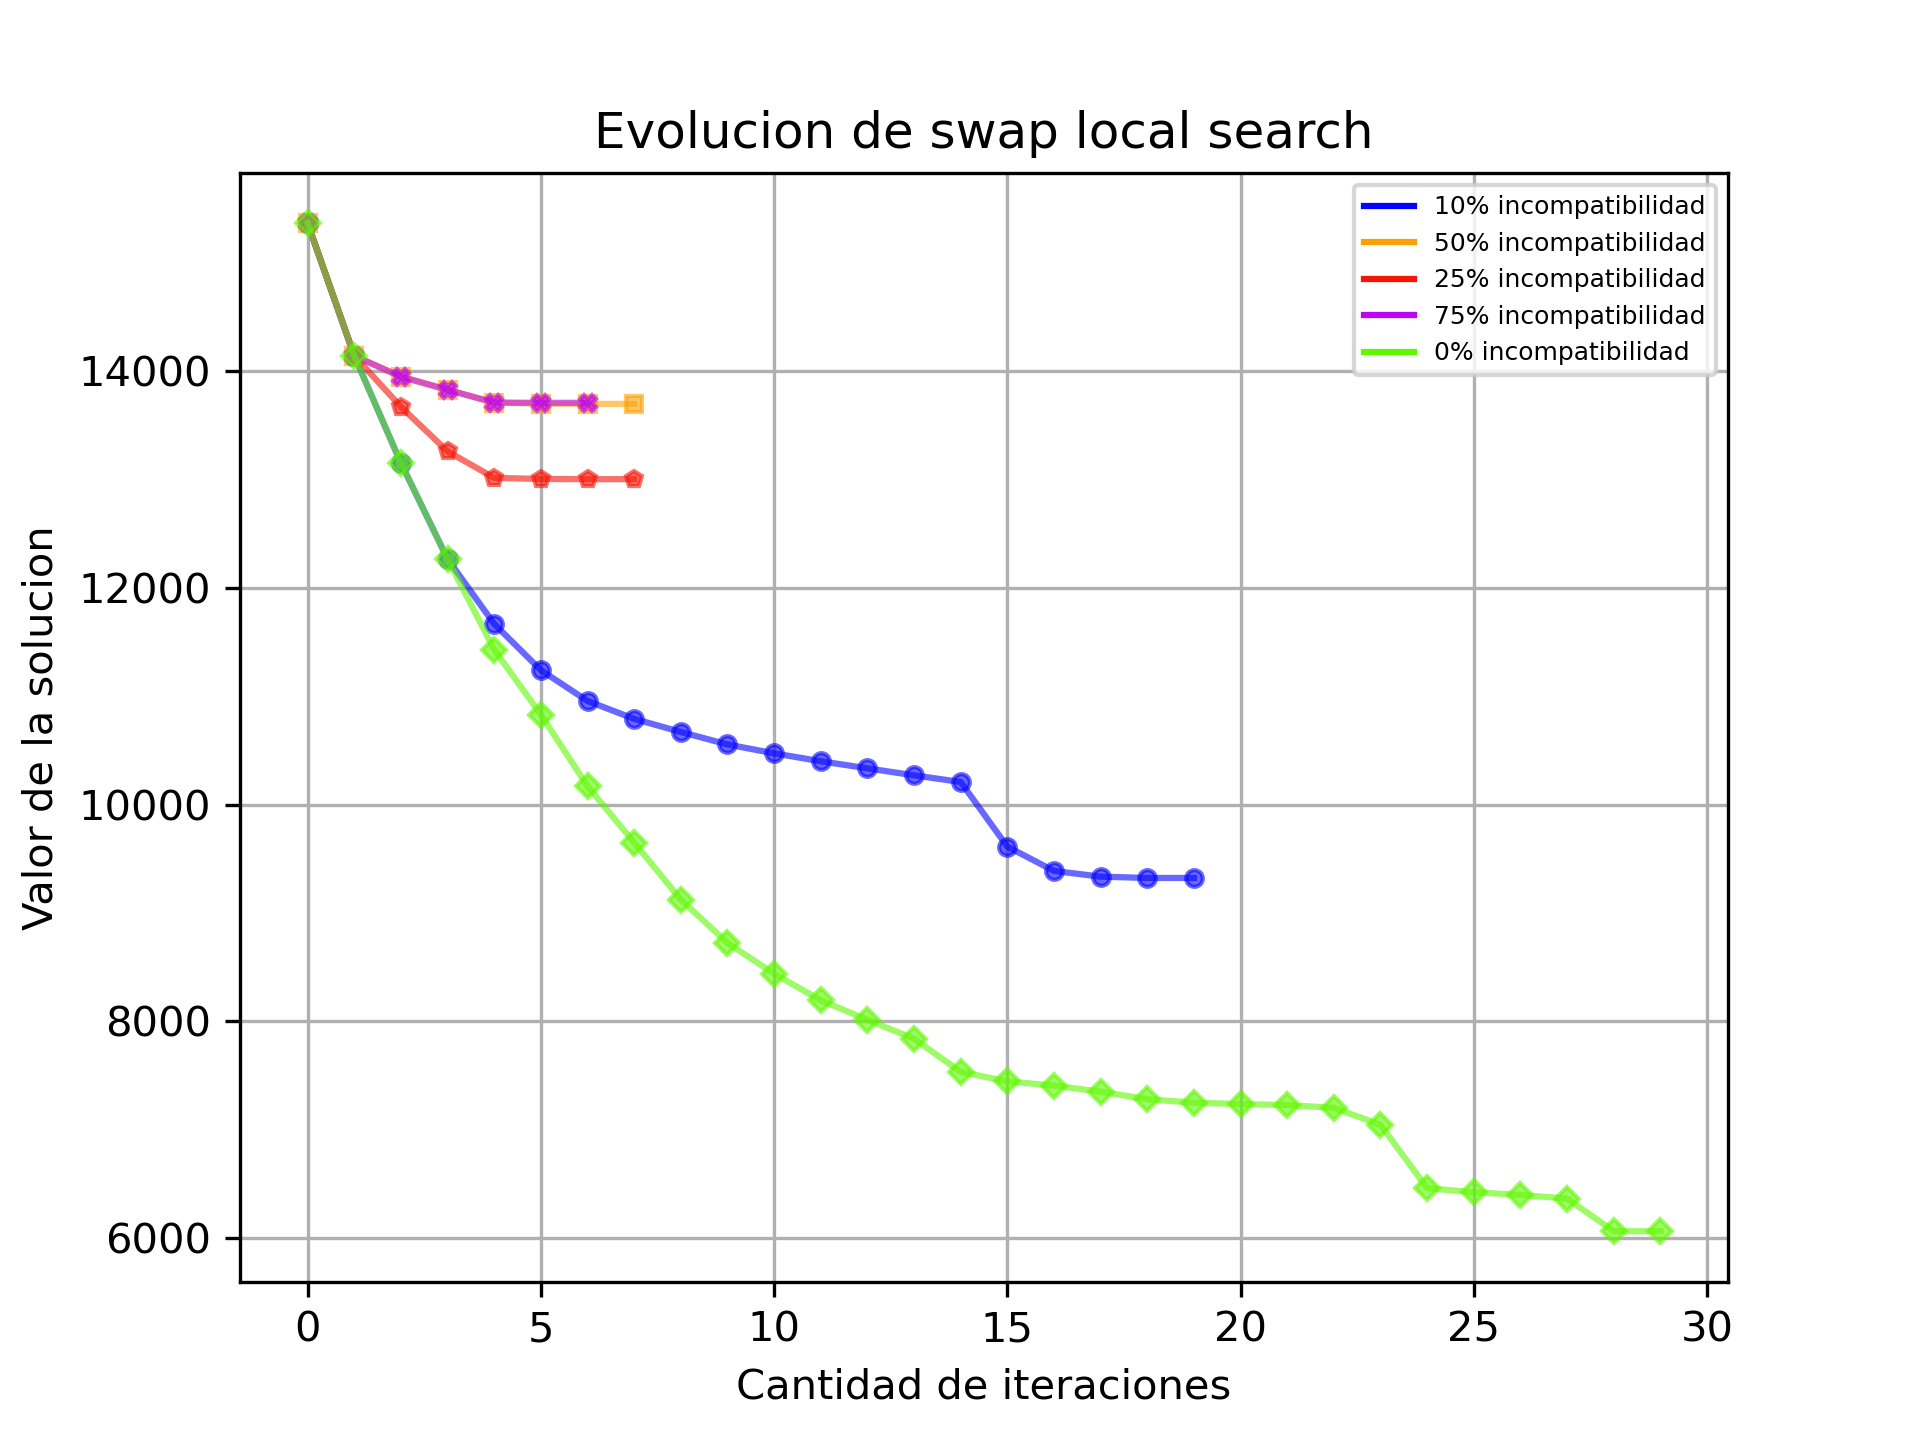 Evolucion de swap local search
10% incompatibilidad
50% incompatibilidad
25% incompatibilidad
75% incompatibilidad
0% incompatibilidad
Valor de la solucion
14000
12000
10000
8000
6000
0 5 10 15 20 25 30
Cantidad de iteraciones